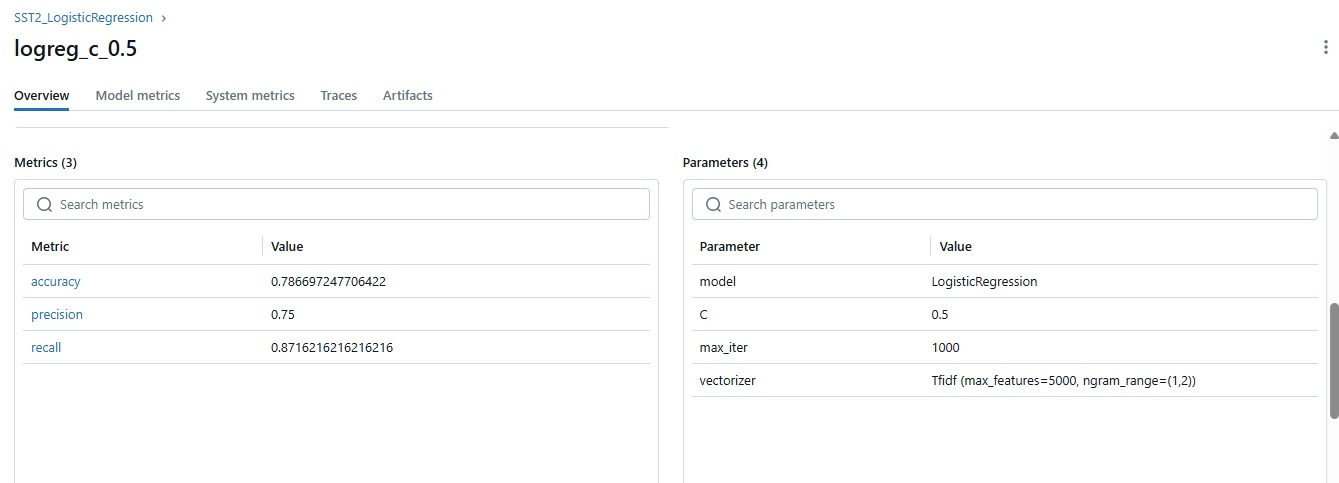 SST2_LogisticRegression ›
logreg_c_0.5
Overview Model metrics System metrics Traces Artifacts
Metrics (3)
Search metrics
Metric Value
accuracy 0.786697247706422
precision 0.75
recall 0.8716216216216216
Parameters (4)
Search parameters
Parameter Value
model LogisticRegression
C 0.5
max_iter 1000
vectorizer Tfidf (max_features=5000, ngram_range=(1,2))